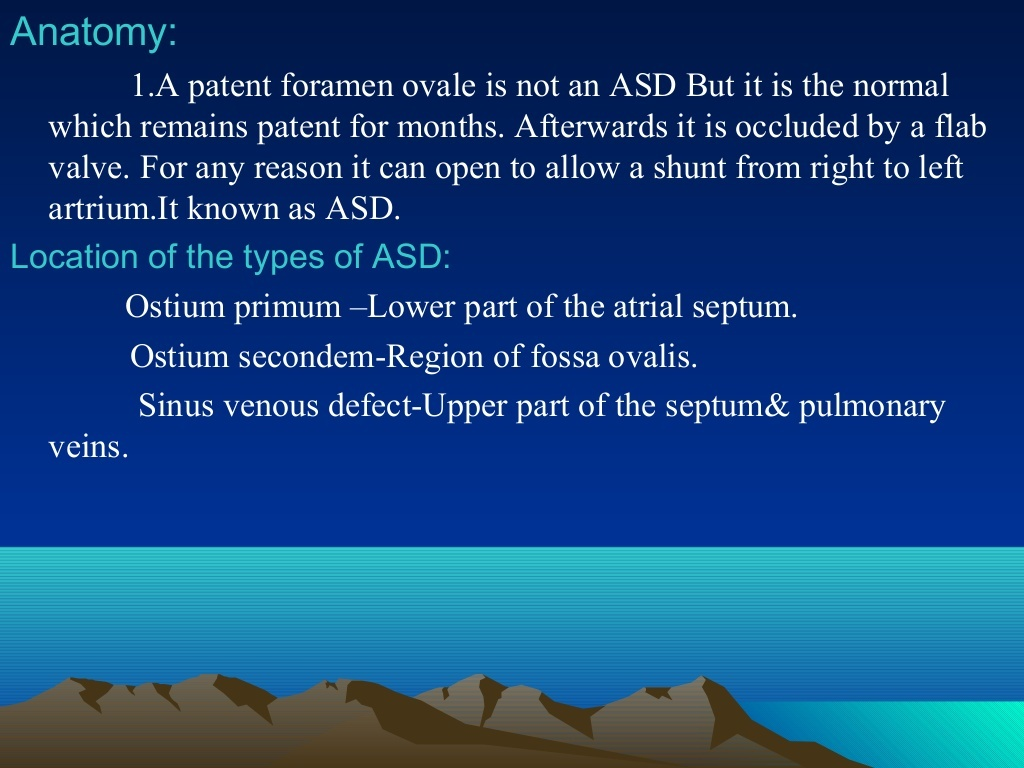 Anatomy:
1.A patent foramen ovale is not an ASD But it is the normal
which remains patent for months. Afterwards it is occluded by a flab
valve. For any reason it can open to allow a shunt from right to left
artrium.It known as ASD.
Location of the types of ASD:
Ostium primum –Lower part of the atrial septum.
Ostium secondem-Region of fossa ovalis.
Sinus venous defect-Upper part of the septum& pulmonary
veins.